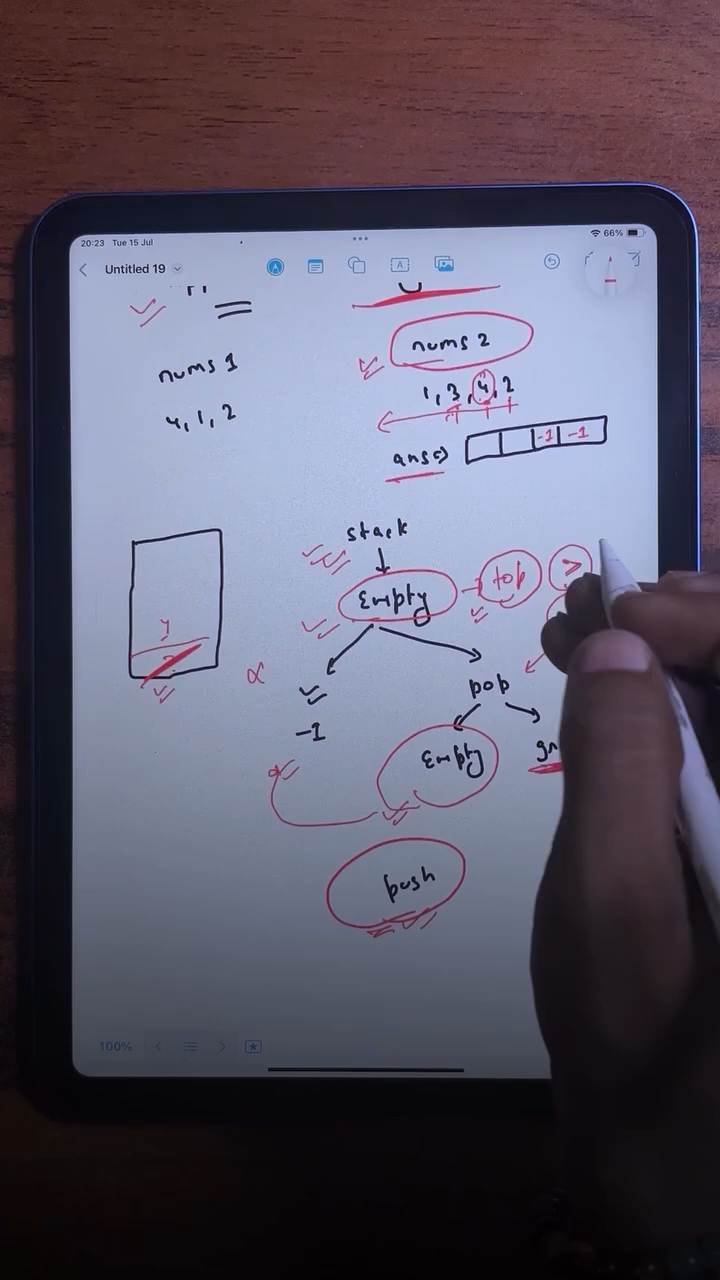 20:23 Tue 15 Jul
66%
Untitled 19
A
nums 1
4, 1, 2
nums 2
1, 3, 4, 2
ans =>
-1 -1
stack
Empty
top >
-1
pop
Empty
push
100%